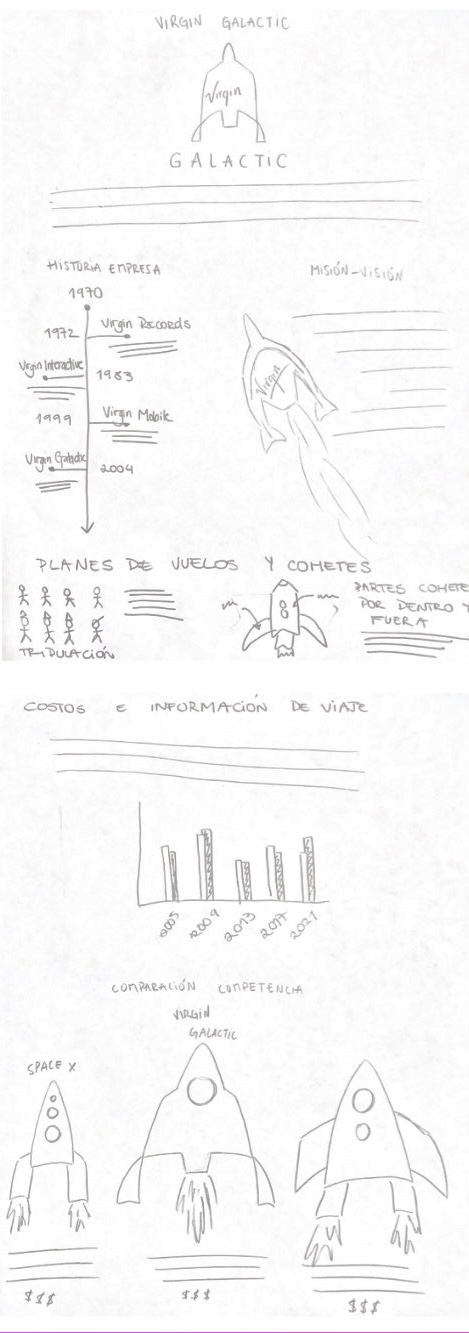 VIRGIN GALACTIC
Virgin
GALACTIC
HISTORIA EMPRESA
1970
1972
Virgin Records
Virgin Interactive
1983
1999
Virgin Mobile
Virgin Galactic
2004
MISIÓN-VISIÓN
Virgin
PLANES DE VUELOS Y COHETES
TRIPULACIÓN
PARTES COHETE
POR DENTRO Y
FUERA
COSTOS E INFORMACIÓN DE VIAJE
2005
2009
2013
2017
2021
COMPARACIÓN COMPETENCIA
SPACE X
VIRGIN
GALACTIC
$$$
$$$
$$$